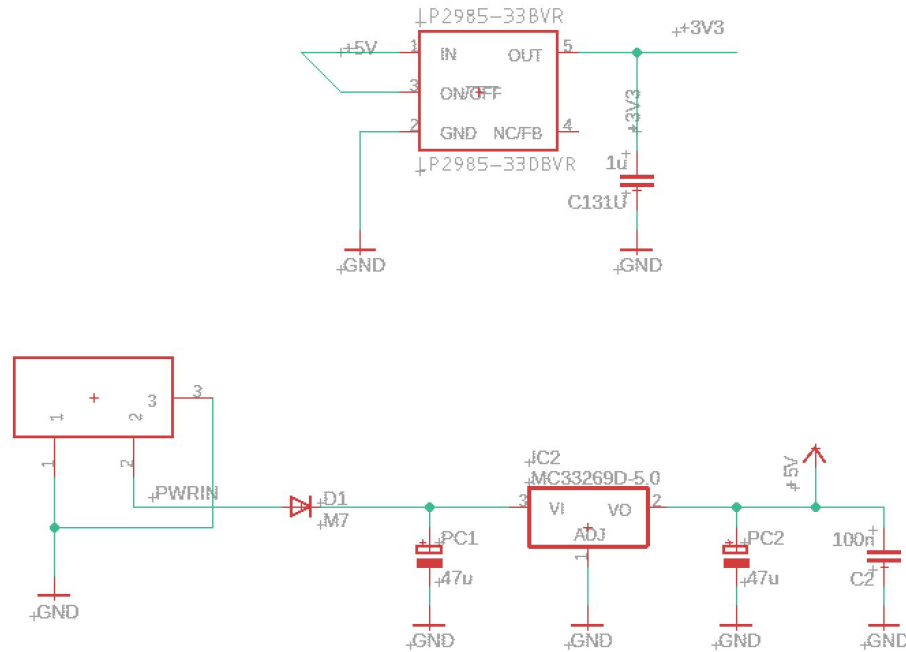 LP2985-33BVR
+3V3
1 +5V IN OUT 5
3 ON/OFF
+3V3
2 GND NC/FB 4
LP2985-33DBVR
1u
C131U
GND GND
3 3
1 2
1 2
PWRIN
D1
M7
IC2
MC33269D-5.0
3 VI VO 2
ADJ
1
+5V
PC1
47u
PC2
47u
100n
C2
GND
GND GND GND GND